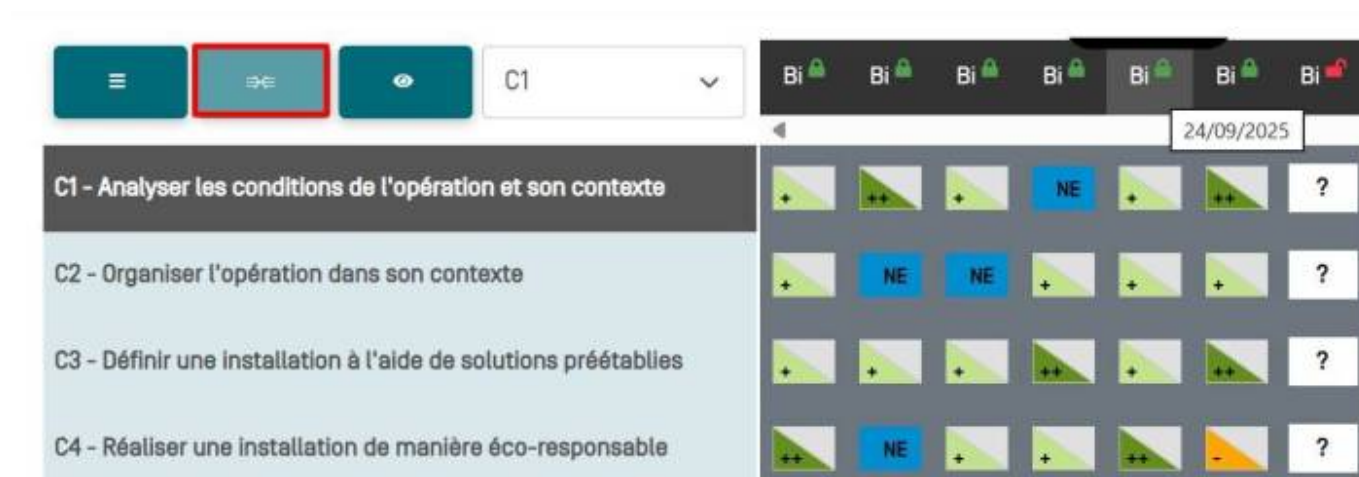 C1
Bi Bi Bi Bi Bi Bi Bi
24/09/2025
C1 - Analyser les conditions de l'opération et son contexte
+ ++ + NE + ++ ?
C2 - Organiser l'opération dans son contexte
+ NE NE + + + ?
C3 - Définir une installation à l'aide de solutions préétablies
+ + + ++ + ++ ?
C4 - Réaliser une installation de manière éco-responsable
++ NE + + ++ - ?